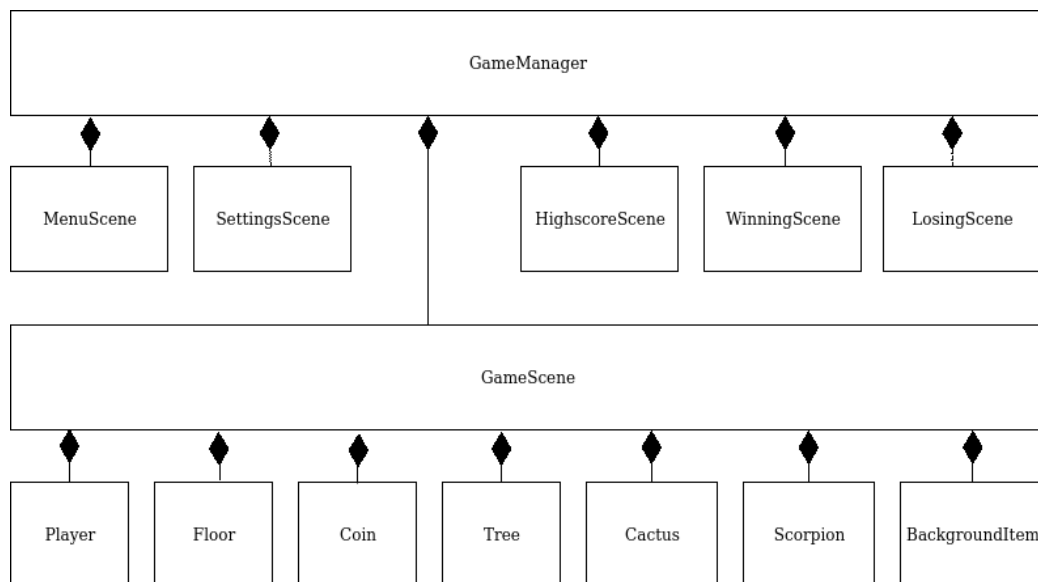 GameManager
MenuScene
SettingsScene
HighscoreScene
WinningScene
LosingScene
GameScene
Player
Floor
Coin
Tree
Cactus
Scorpion
BackgroundItem